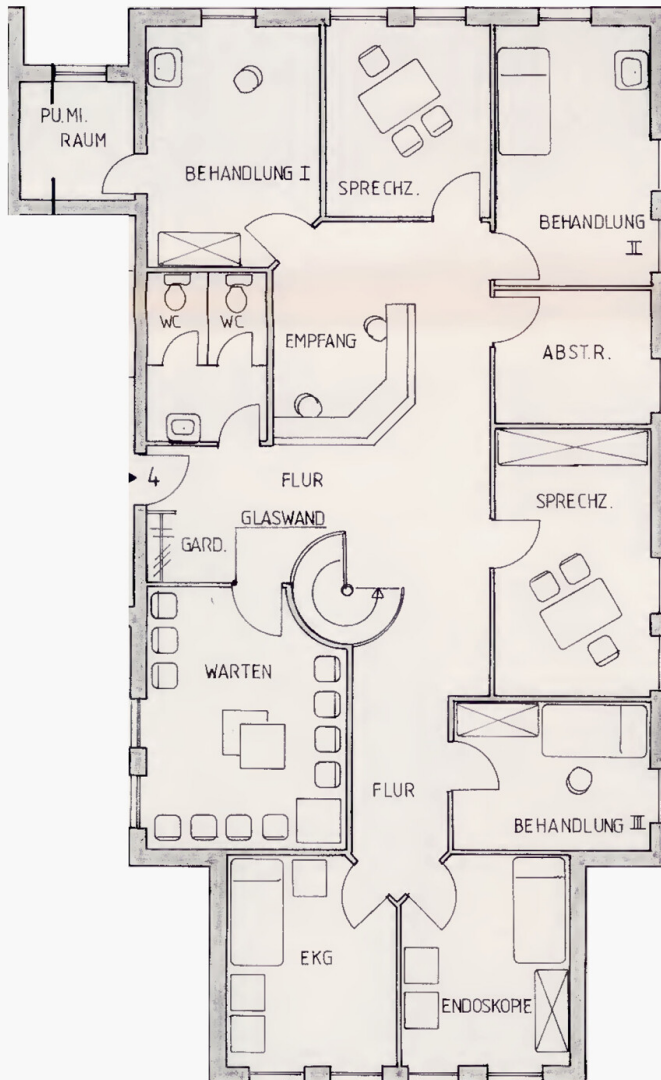 PU.MI.
RAUM
BEHANDLUNG I
SPRECHZ.
BEHANDLUNG
II
WC
WC
EMPFANG
ABST.R.
4
FLUR
GLASWAND
GARD.
SPRECHZ.
WARTEN
FLUR
BEHANDLUNG III
EKG
ENDOSKOPIE